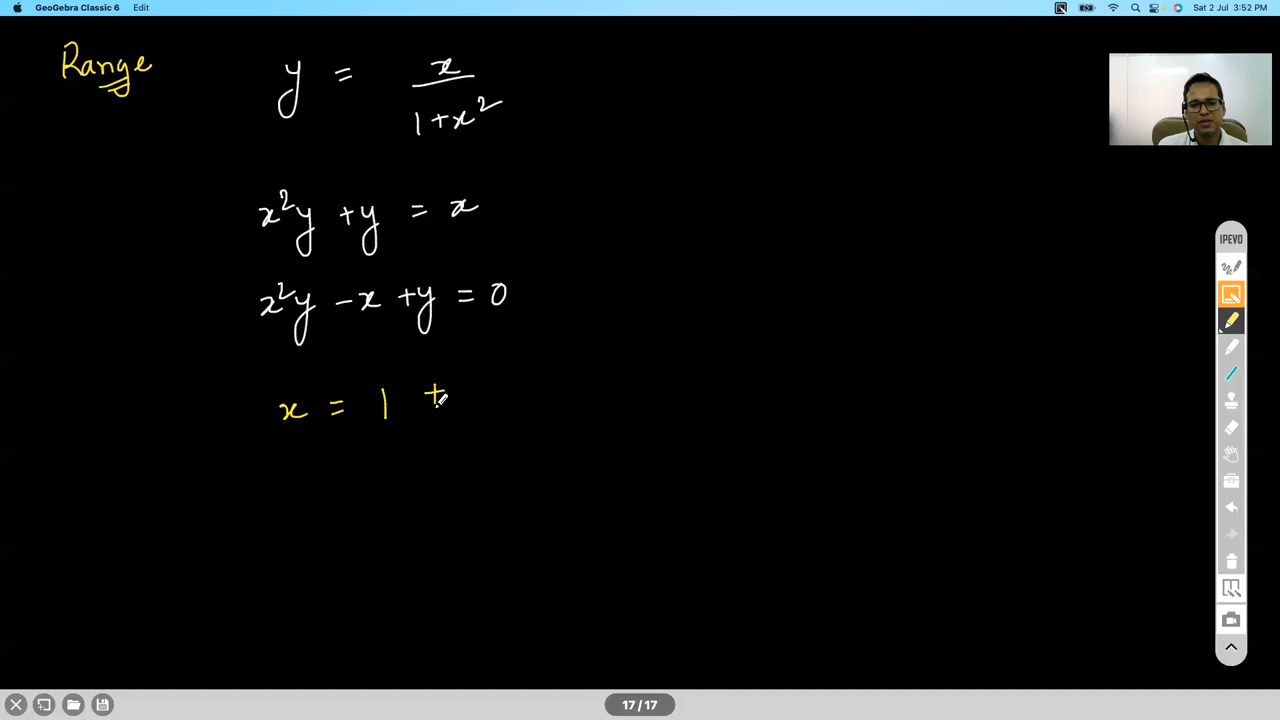 GeoGebra Classic 6 Edit Sat 2 Jul 3:52 PM
Range
y = x / (1 + x²)
IPEVO
x²y + y = x
x²y - x + y = 0
x = 1 +
17/17